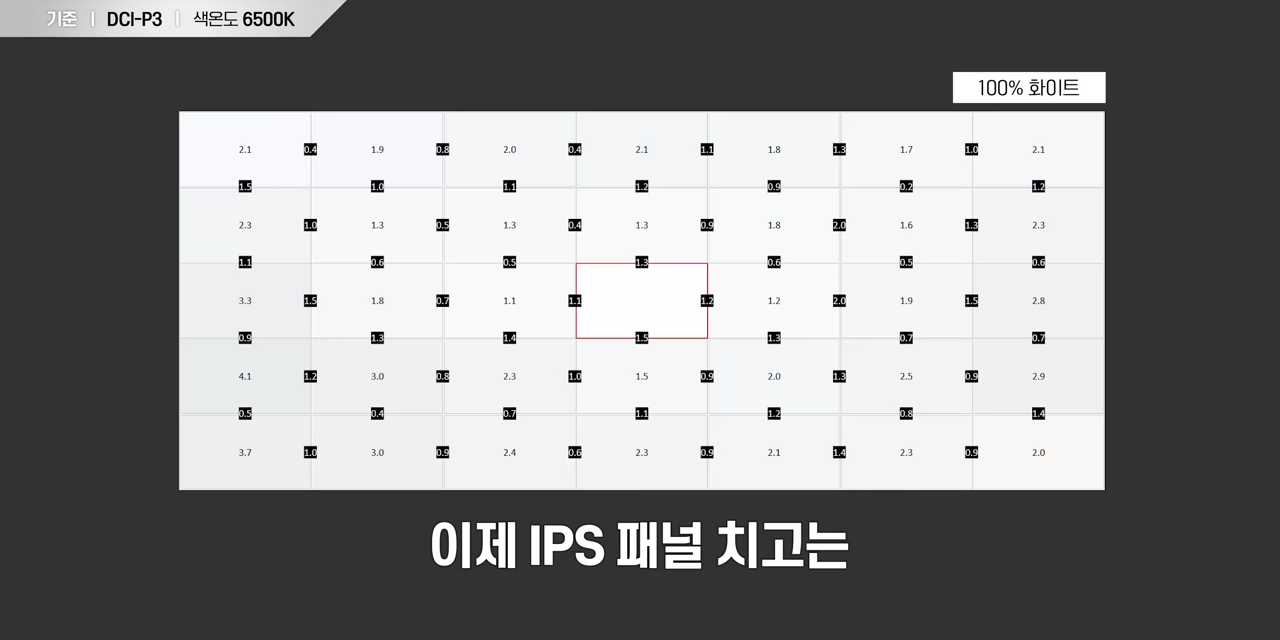 기준 | DCI-P3 | 색온도 6500K
100% 화이트
2.1 0.4 1.9 0.8 2.0 0.4 2.1 1.1 1.8 1.3 1.7 1.0 2.1
1.5 1.0 1.1 1.2 0.9 0.2 1.2
2.3 1.0 1.3 0.5 1.3 0.4 1.3 0.9 1.8 2.0 1.6 1.3 2.3
1.1 0.6 0.5 1.3 0.6 0.5 0.6
3.3 1.5 1.8 0.7 1.1 1.1 1.2 1.2 2.0 1.9 1.5 2.8
0.9 1.3 1.4 1.5 1.3 0.7 0.7
4.1 1.2 3.0 0.8 2.3 1.0 1.5 0.9 2.0 1.3 2.5 0.9 2.9
0.5 0.4 0.7 1.1 1.2 0.8 1.4
3.7 1.0 3.0 0.9 2.4 0.6 2.3 0.9 2.1 1.4 2.3 0.9 2.0
이제 IPS 패널 치고는